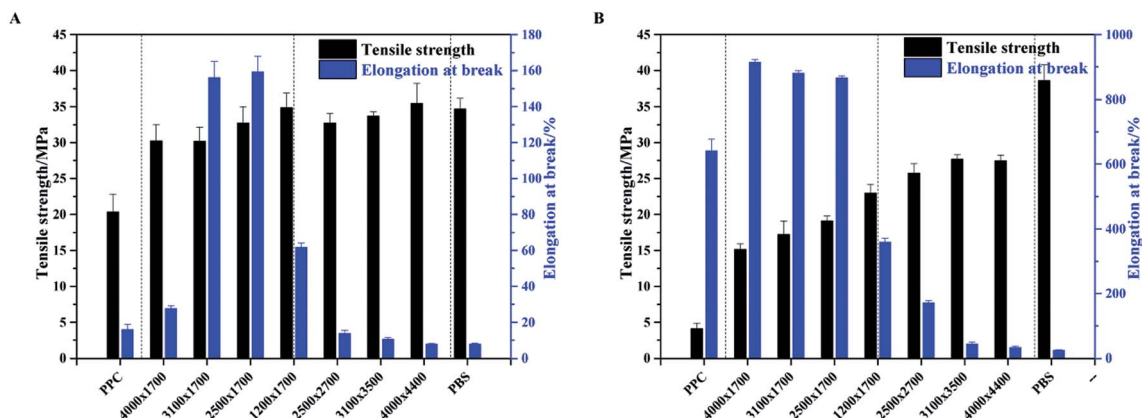 A
Tensile strength
Elongation at break
Tensile strength/MPa
45
40
35
30
25
20
15
10
5
0
180
160
140
120
100
80
60
40
20
0
Elongation at break/%
PPC
4000x1700
3100x1700
2500x1700
1200x1700
2500x2700
3100x3500
4000x4400
PBS
B
Tensile strength
Elongation at break
Tensile strength/MPa
45
40
35
30
25
20
15
10
5
0
1000
800
600
400
200
0
Elongation at break/%
PPC
4000x1700
3100x1700
2500x1700
1200x1700
2500x2700
3100x3500
4000x4400
PBS
--